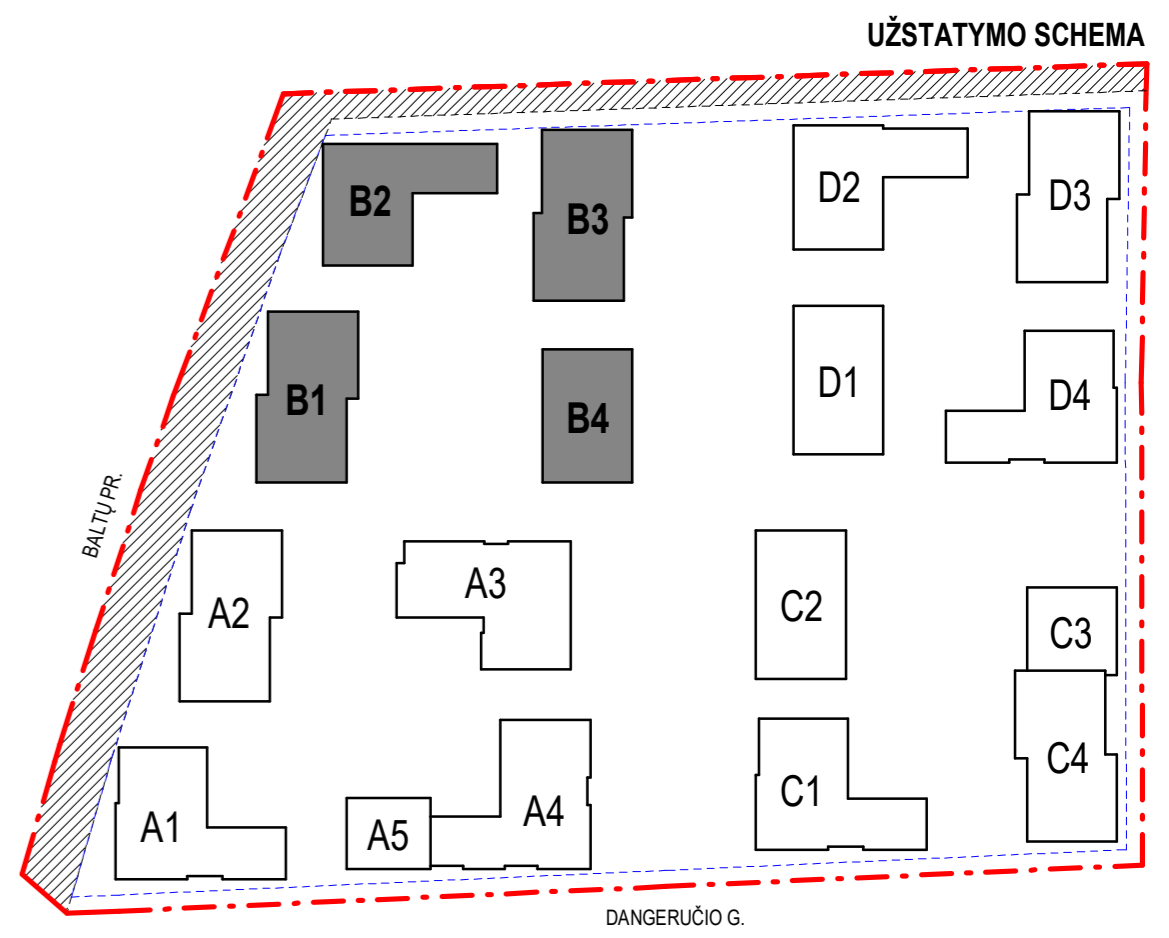 UŽSTATYMO SCHEMA
B2
B3
D2
D3
B1
B4
D1
D4
BALTŲ PR.
A2
A3
C2
C3
A1
A5
A4
C1
C4
DANGERUČIO G.